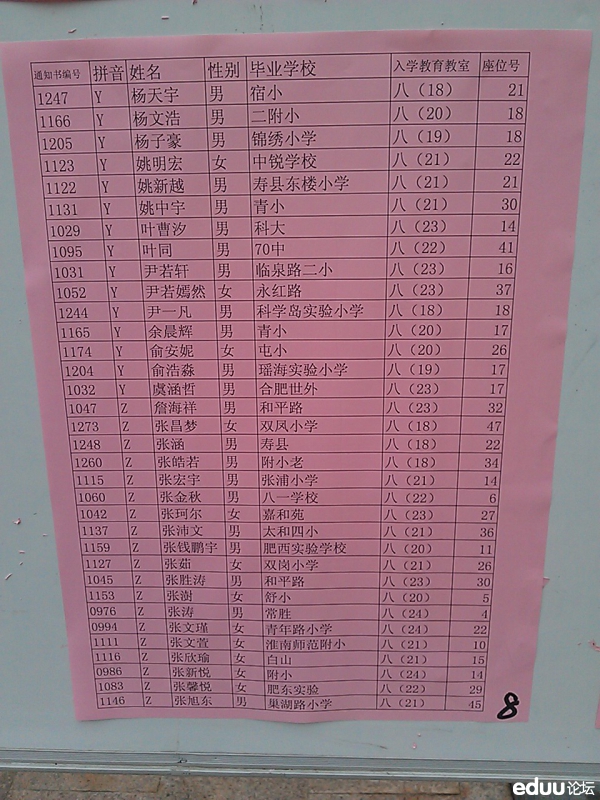 通知书编号 拼音 姓名 性别 毕业学校 入学教育教室 座位号
1247 Y 杨天宇 男 宿小 八（18） 21
1166 Y 杨文浩 男 二附小 八（20） 18
1205 Y 杨子豪 男 锦绣小学 八（19） 18
1123 Y 姚明宏 女 中锐学校 八（21） 22
1122 Y 姚新越 男 寿县东楼小学 八（21） 21
1131 Y 姚中宇 男 青小 八（21） 30
1029 Y 叶曹汐 男 科大 八（23） 14
1095 Y 叶同 男 70中 八（22） 41
1031 Y 尹若轩 男 临泉路二小 八（23） 16
1052 Y 尹若嫣然 女 永红路 八（23） 37
1244 Y 尹一凡 男 科学岛实验小学 八（18） 18
1165 Y 余晨辉 男 青小 八（20） 17
1174 Y 俞安妮 女 屯小 八（20） 26
1204 Y 俞浩淼 男 瑶海实验小学 八（19） 17
1032 Y 虞涵哲 男 合肥世外 八（23） 17
1047 Z 詹海祥 男 和平路 八（23） 32
1273 Z 张昌梦 女 双凤小学 八（18） 47
1248 Z 张涵 男 寿县 八（18） 22
1260 Z 张皓若 男 附小老 八（18） 34
1115 Z 张宏宇 男 张浦小学 八（21） 14
1060 Z 张金秋 男 八一学校 八（22） 6
1042 Z 张珂尔 女 嘉和苑 八（23） 27
1137 Z 张沛文 男 太和四小 八（21） 36
1159 Z 张钱鹏宇 男 肥西实验学校 八（20） 11
1127 Z 张茹 女 双岗小学 八（21） 26
1045 Z 张胜涛 男 和平路 八（23） 30
1153 Z 张澍 女 舒小 八（20） 5
0976 Z 张涛 男 常胜 八（24） 4
0994 Z 张文瑾 女 青年路小学 八（24） 22
1111 Z 张文萱 女 淮南师范附小 八（21） 10
1116 Z 张欣瑜 女 白山 八（21） 15
0986 Z 张新悦 女 附小 八（24） 14
1083 Z 张馨悦 女 肥东实验 八（22） 29
1146 Z 张旭东 男 巢湖路小学 八（21） 45
8
eduu论坛